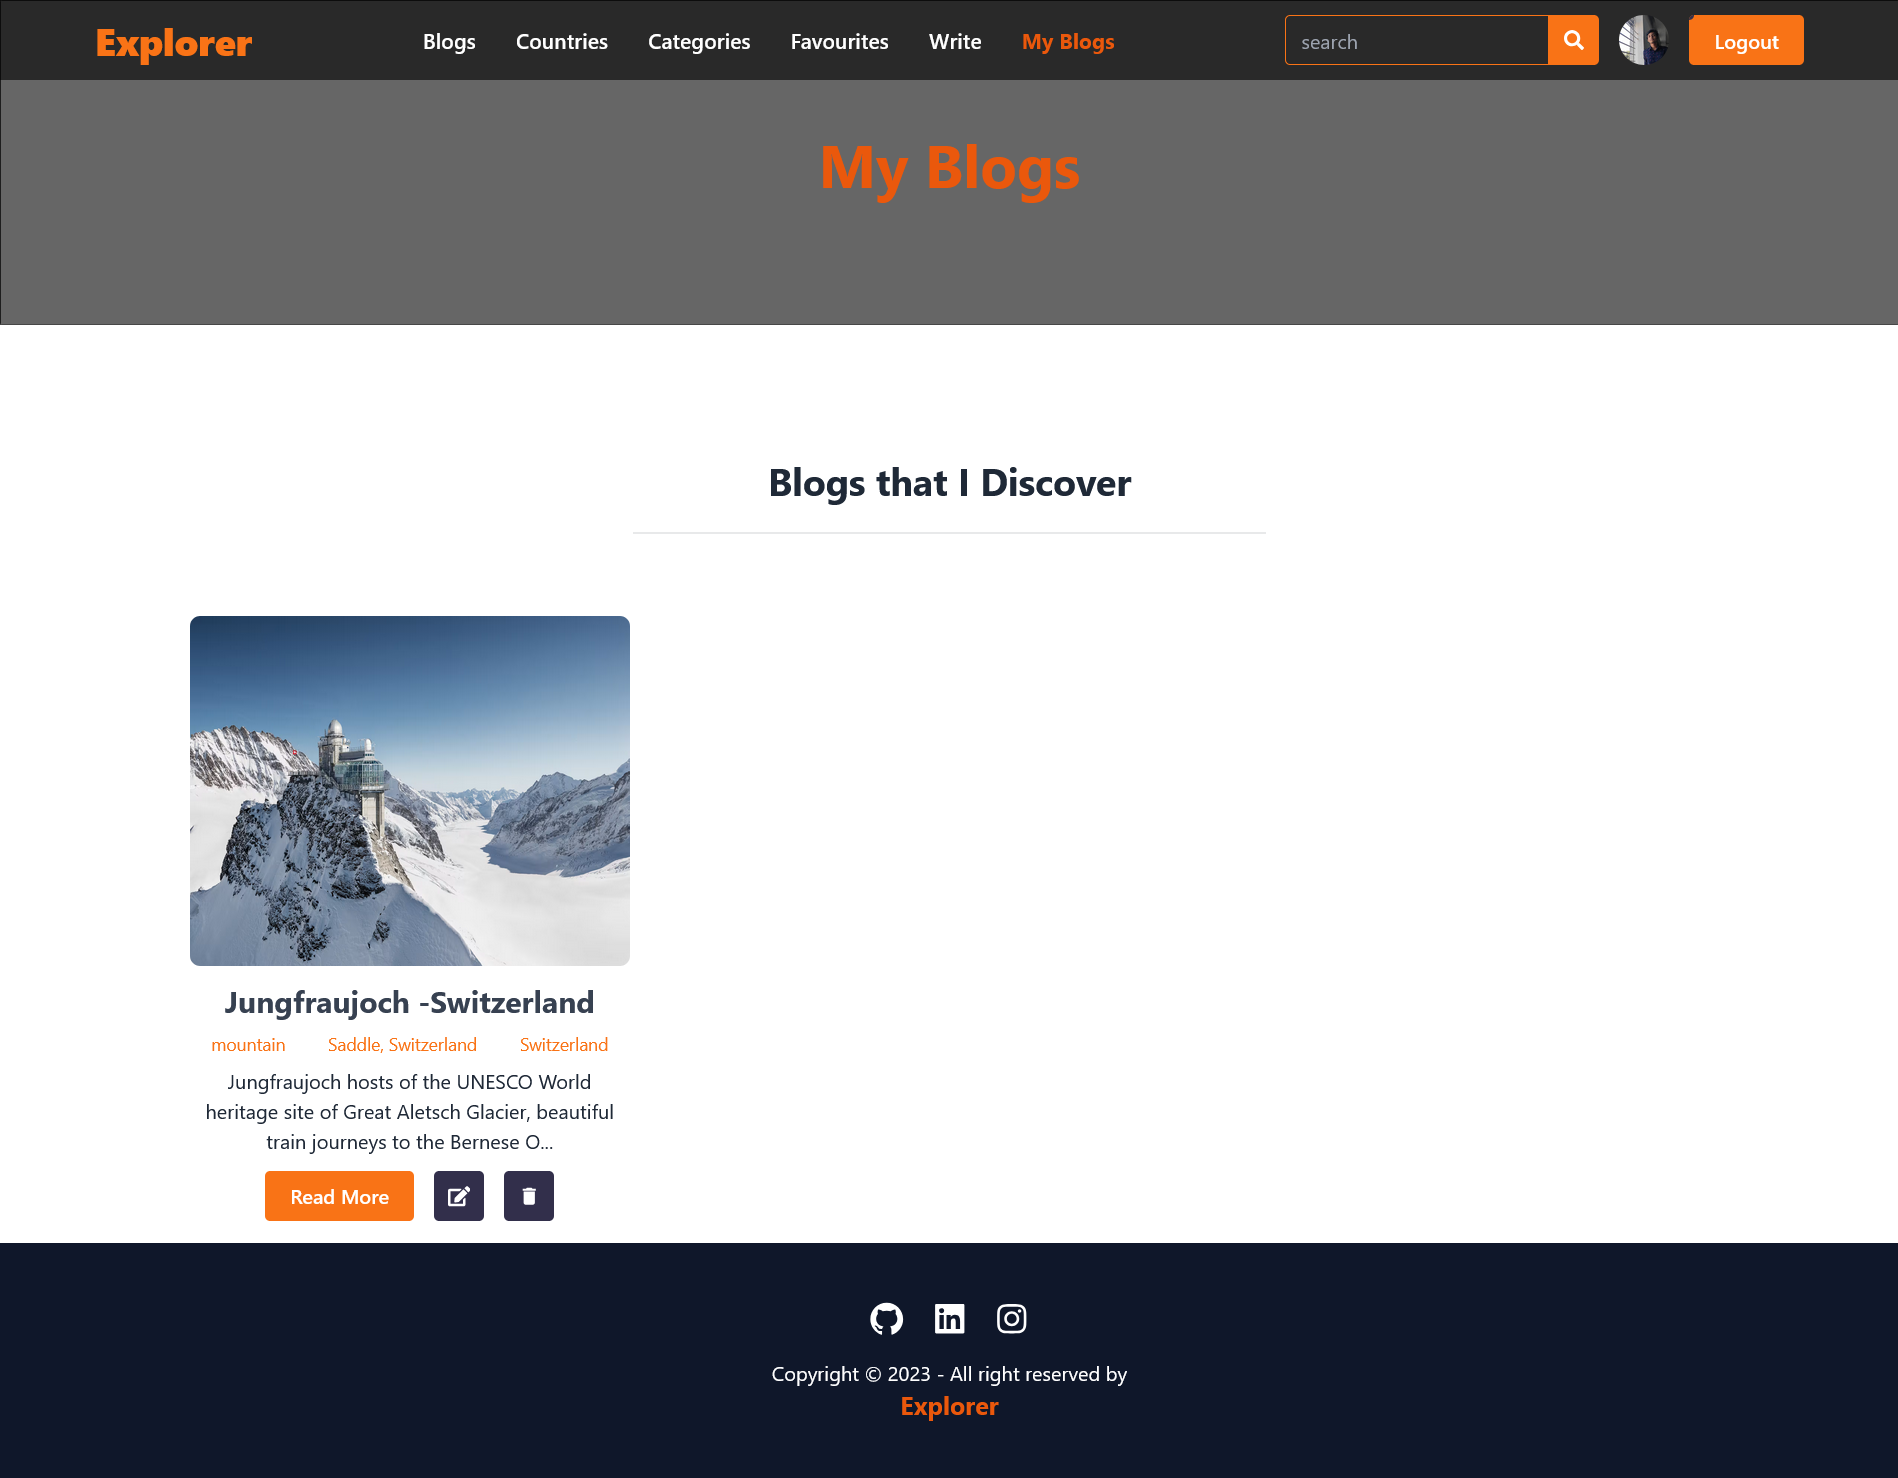 Explorer
Blogs Countries Categories Favourites Write My Blogs
search
Logout
My Blogs
Blogs that I Discover
Jungfraujoch -Switzerland
mountain Saddle, Switzerland Switzerland
Jungfraujoch hosts of the UNESCO World
heritage site of Great Aletsch Glacier, beautiful
train journeys to the Bernese O...
Read More
Copyright © 2023 - All right reserved by
Explorer